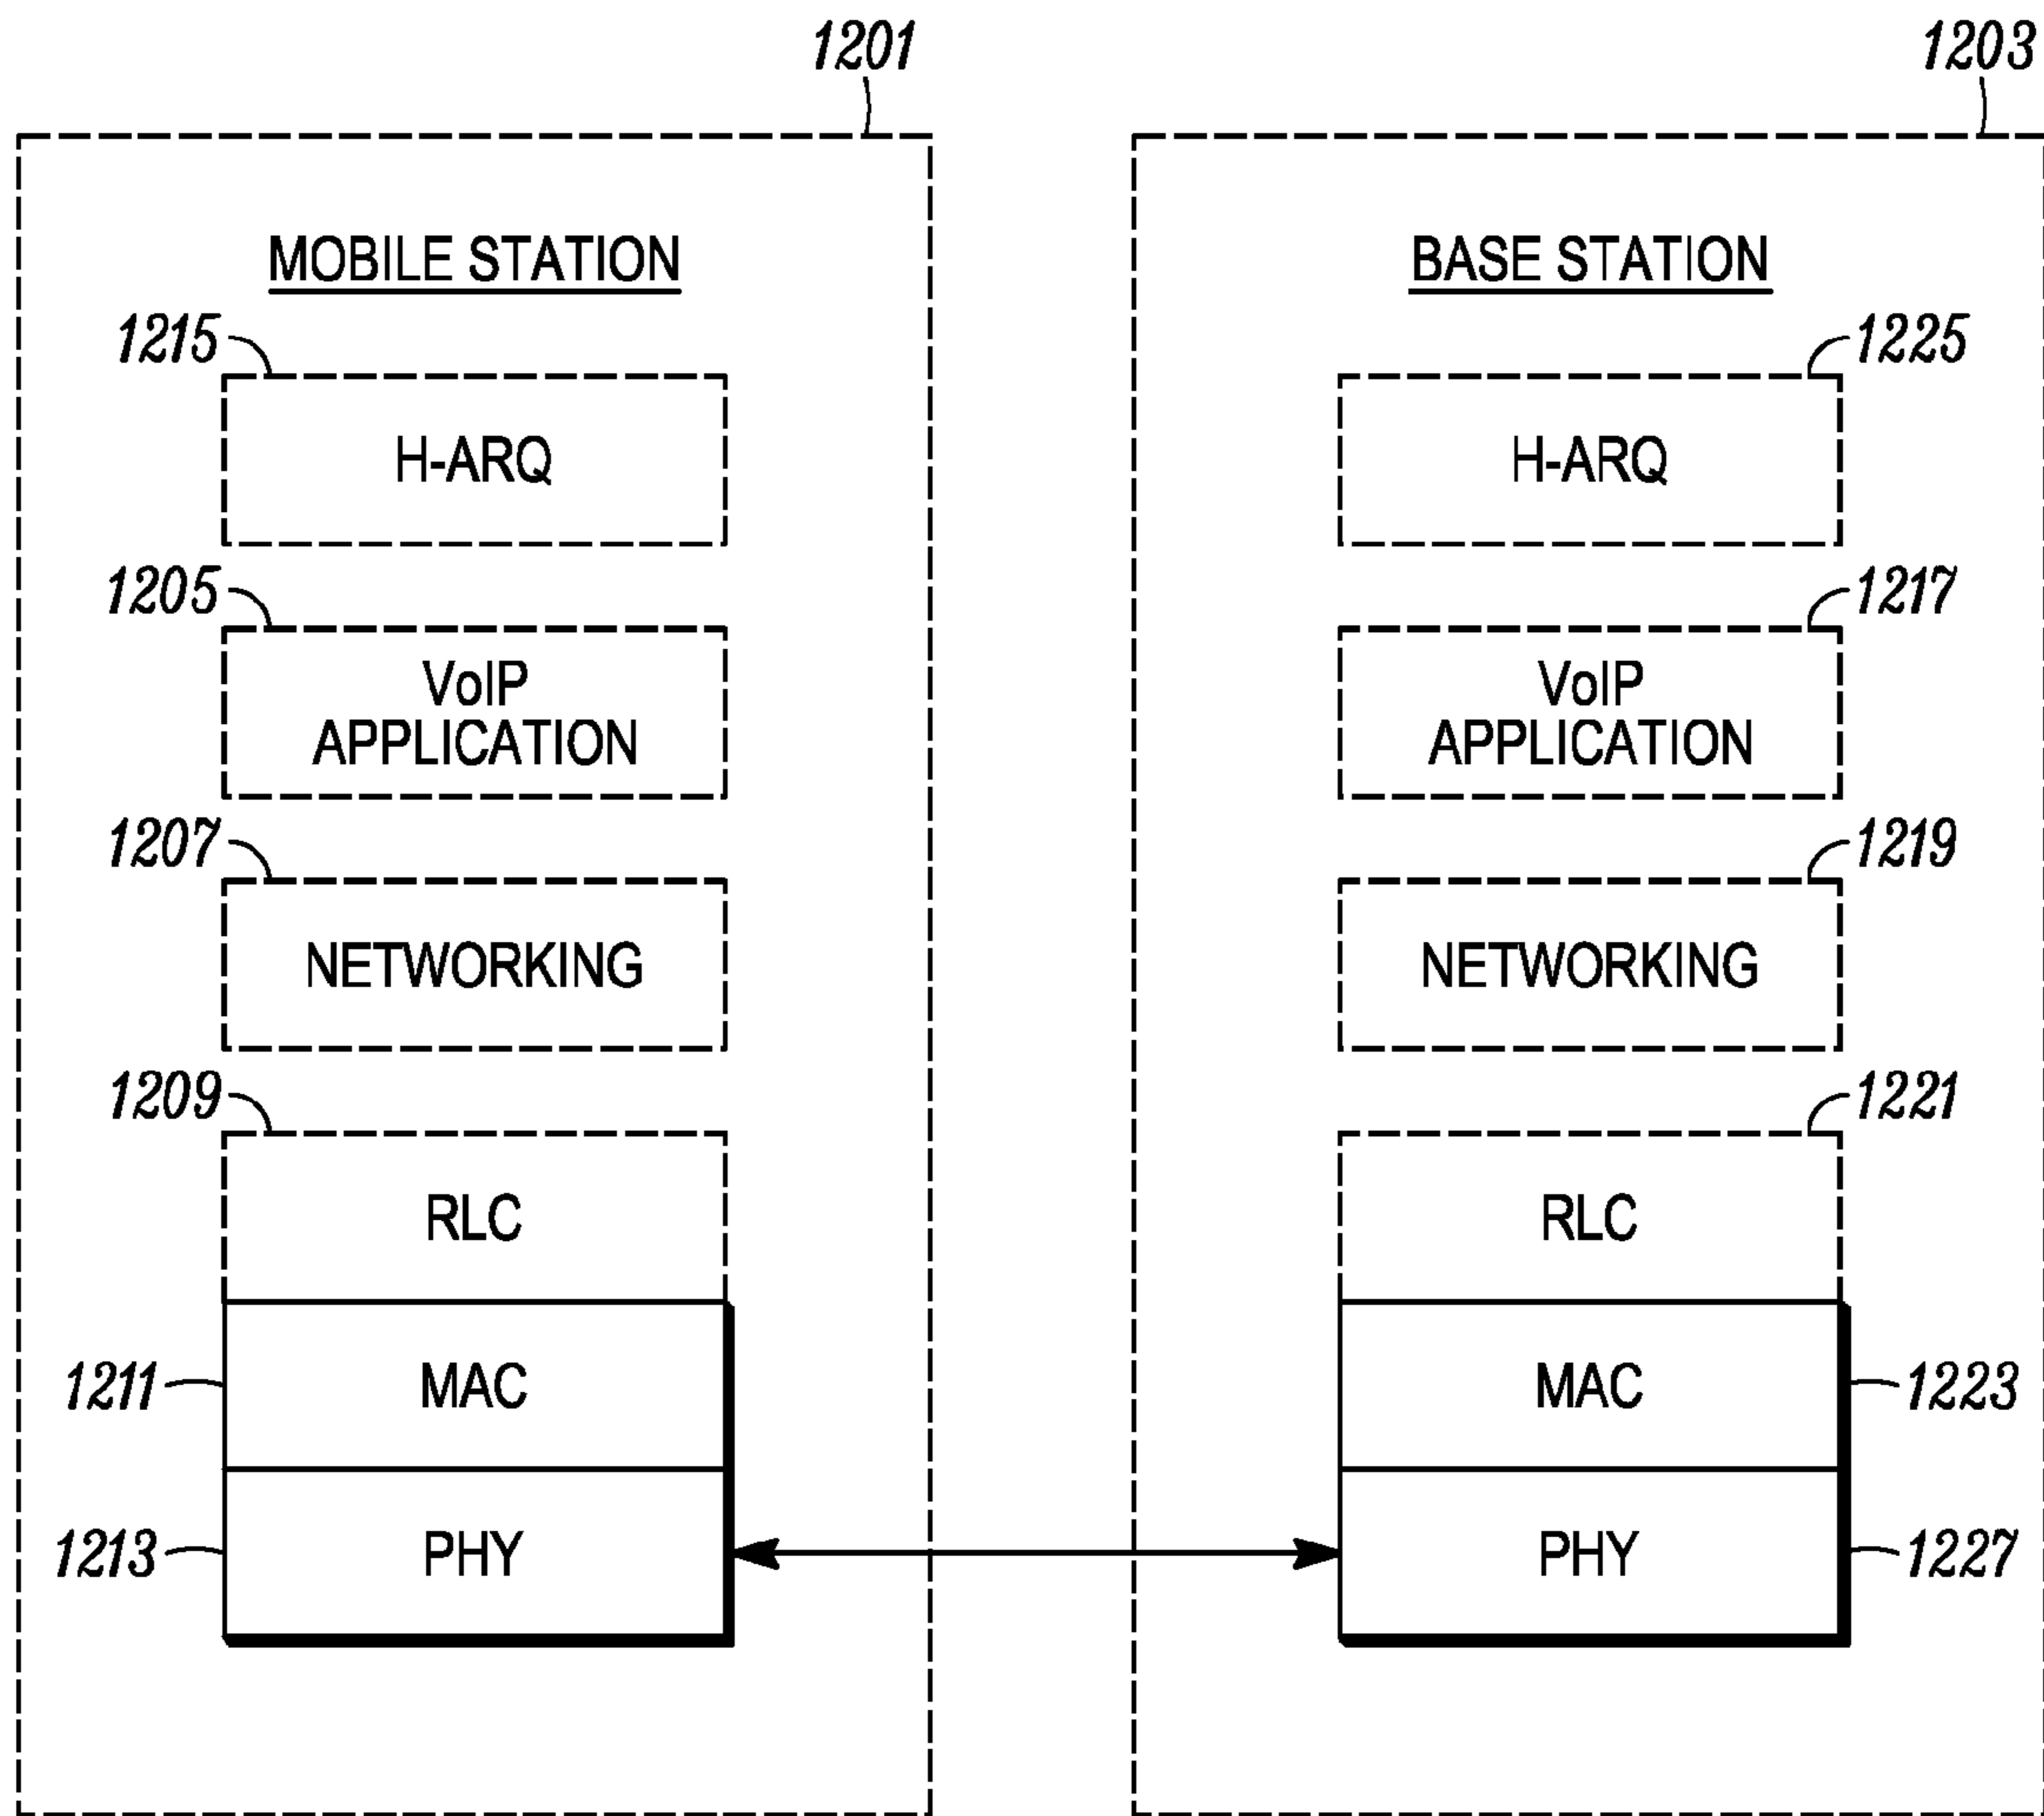 1201
1203
MOBILE STATION
BASE STATION
1215
H-ARQ
1225
H-ARQ
1205
VoIP
APPLICATION
1217
VoIP
APPLICATION
1207
NETWORKING
1219
NETWORKING
1209
RLC
1221
RLC
1211
MAC
MAC
1223
1213
PHY
PHY
1227